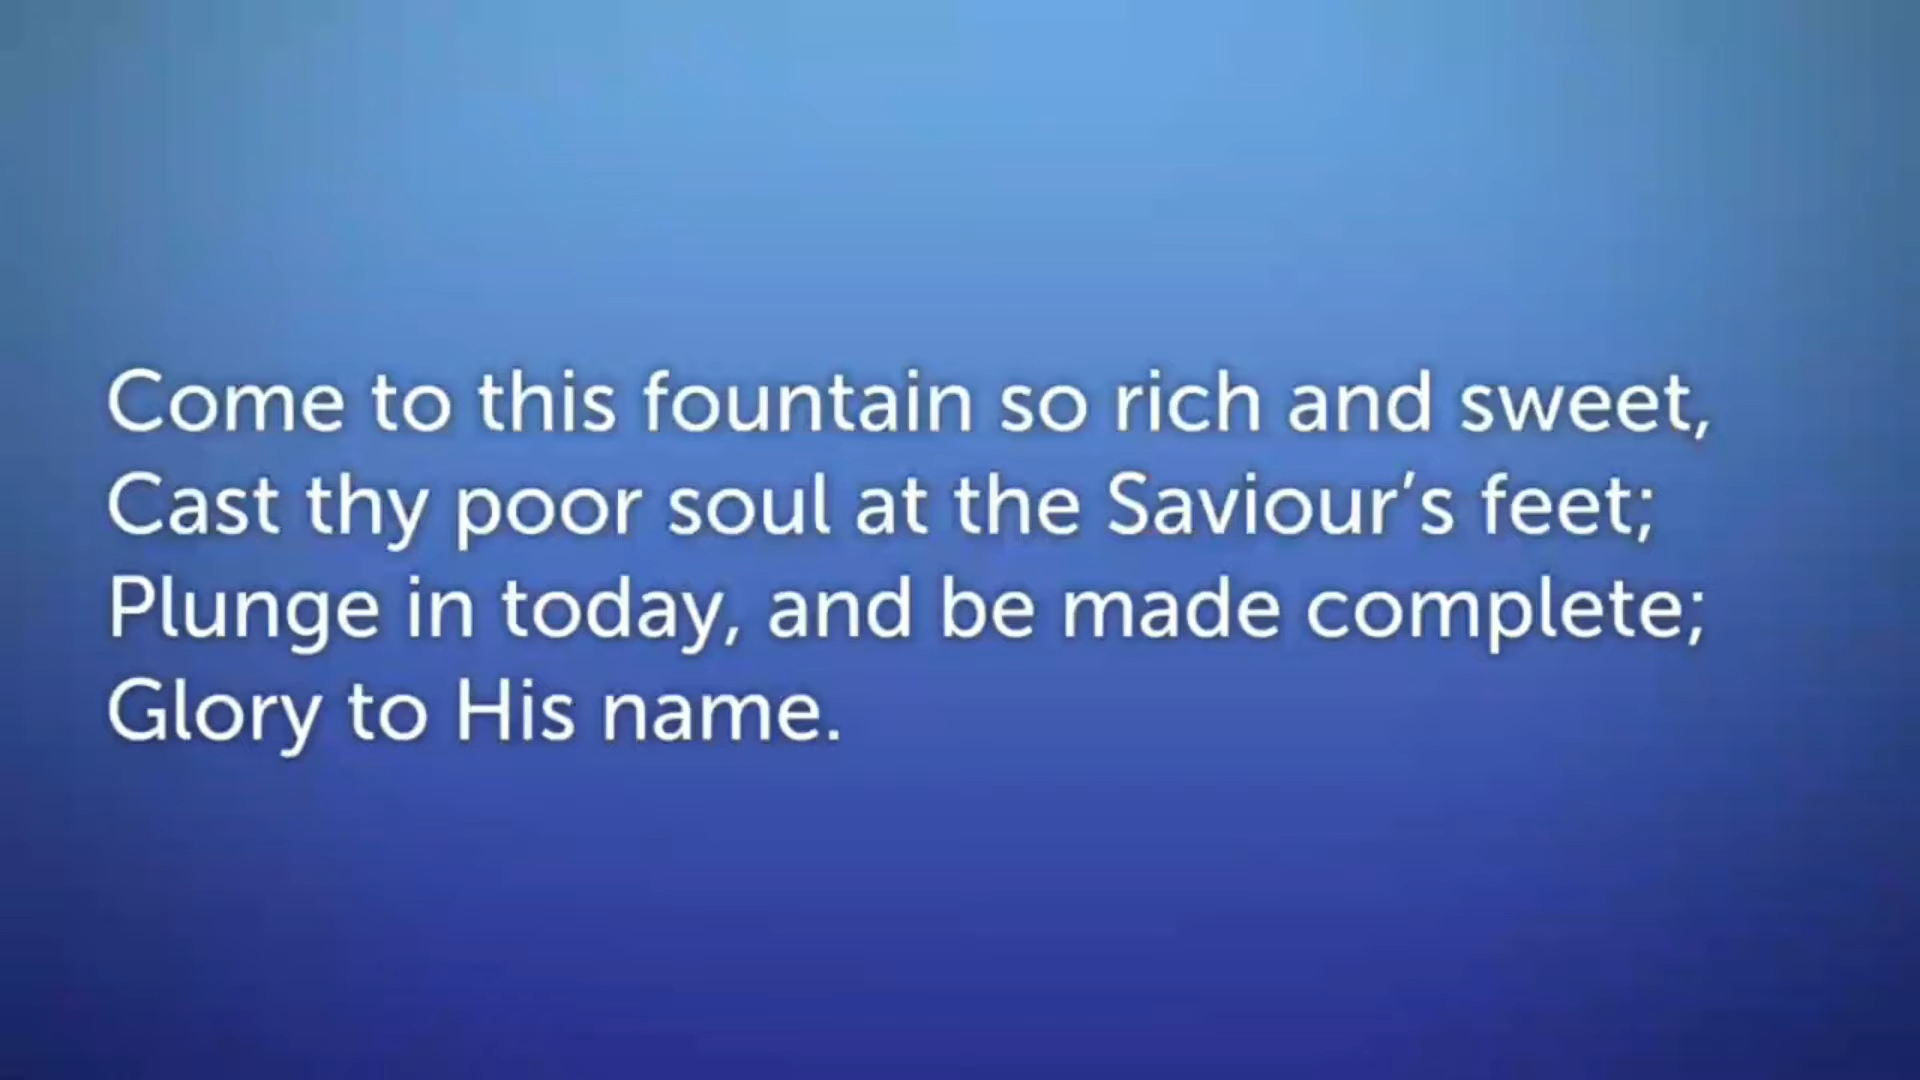 Come to this fountain so rich and sweet,
Cast thy poor soul at the Saviour’s feet;
Plunge in today, and be made complete;
Glory to His name.